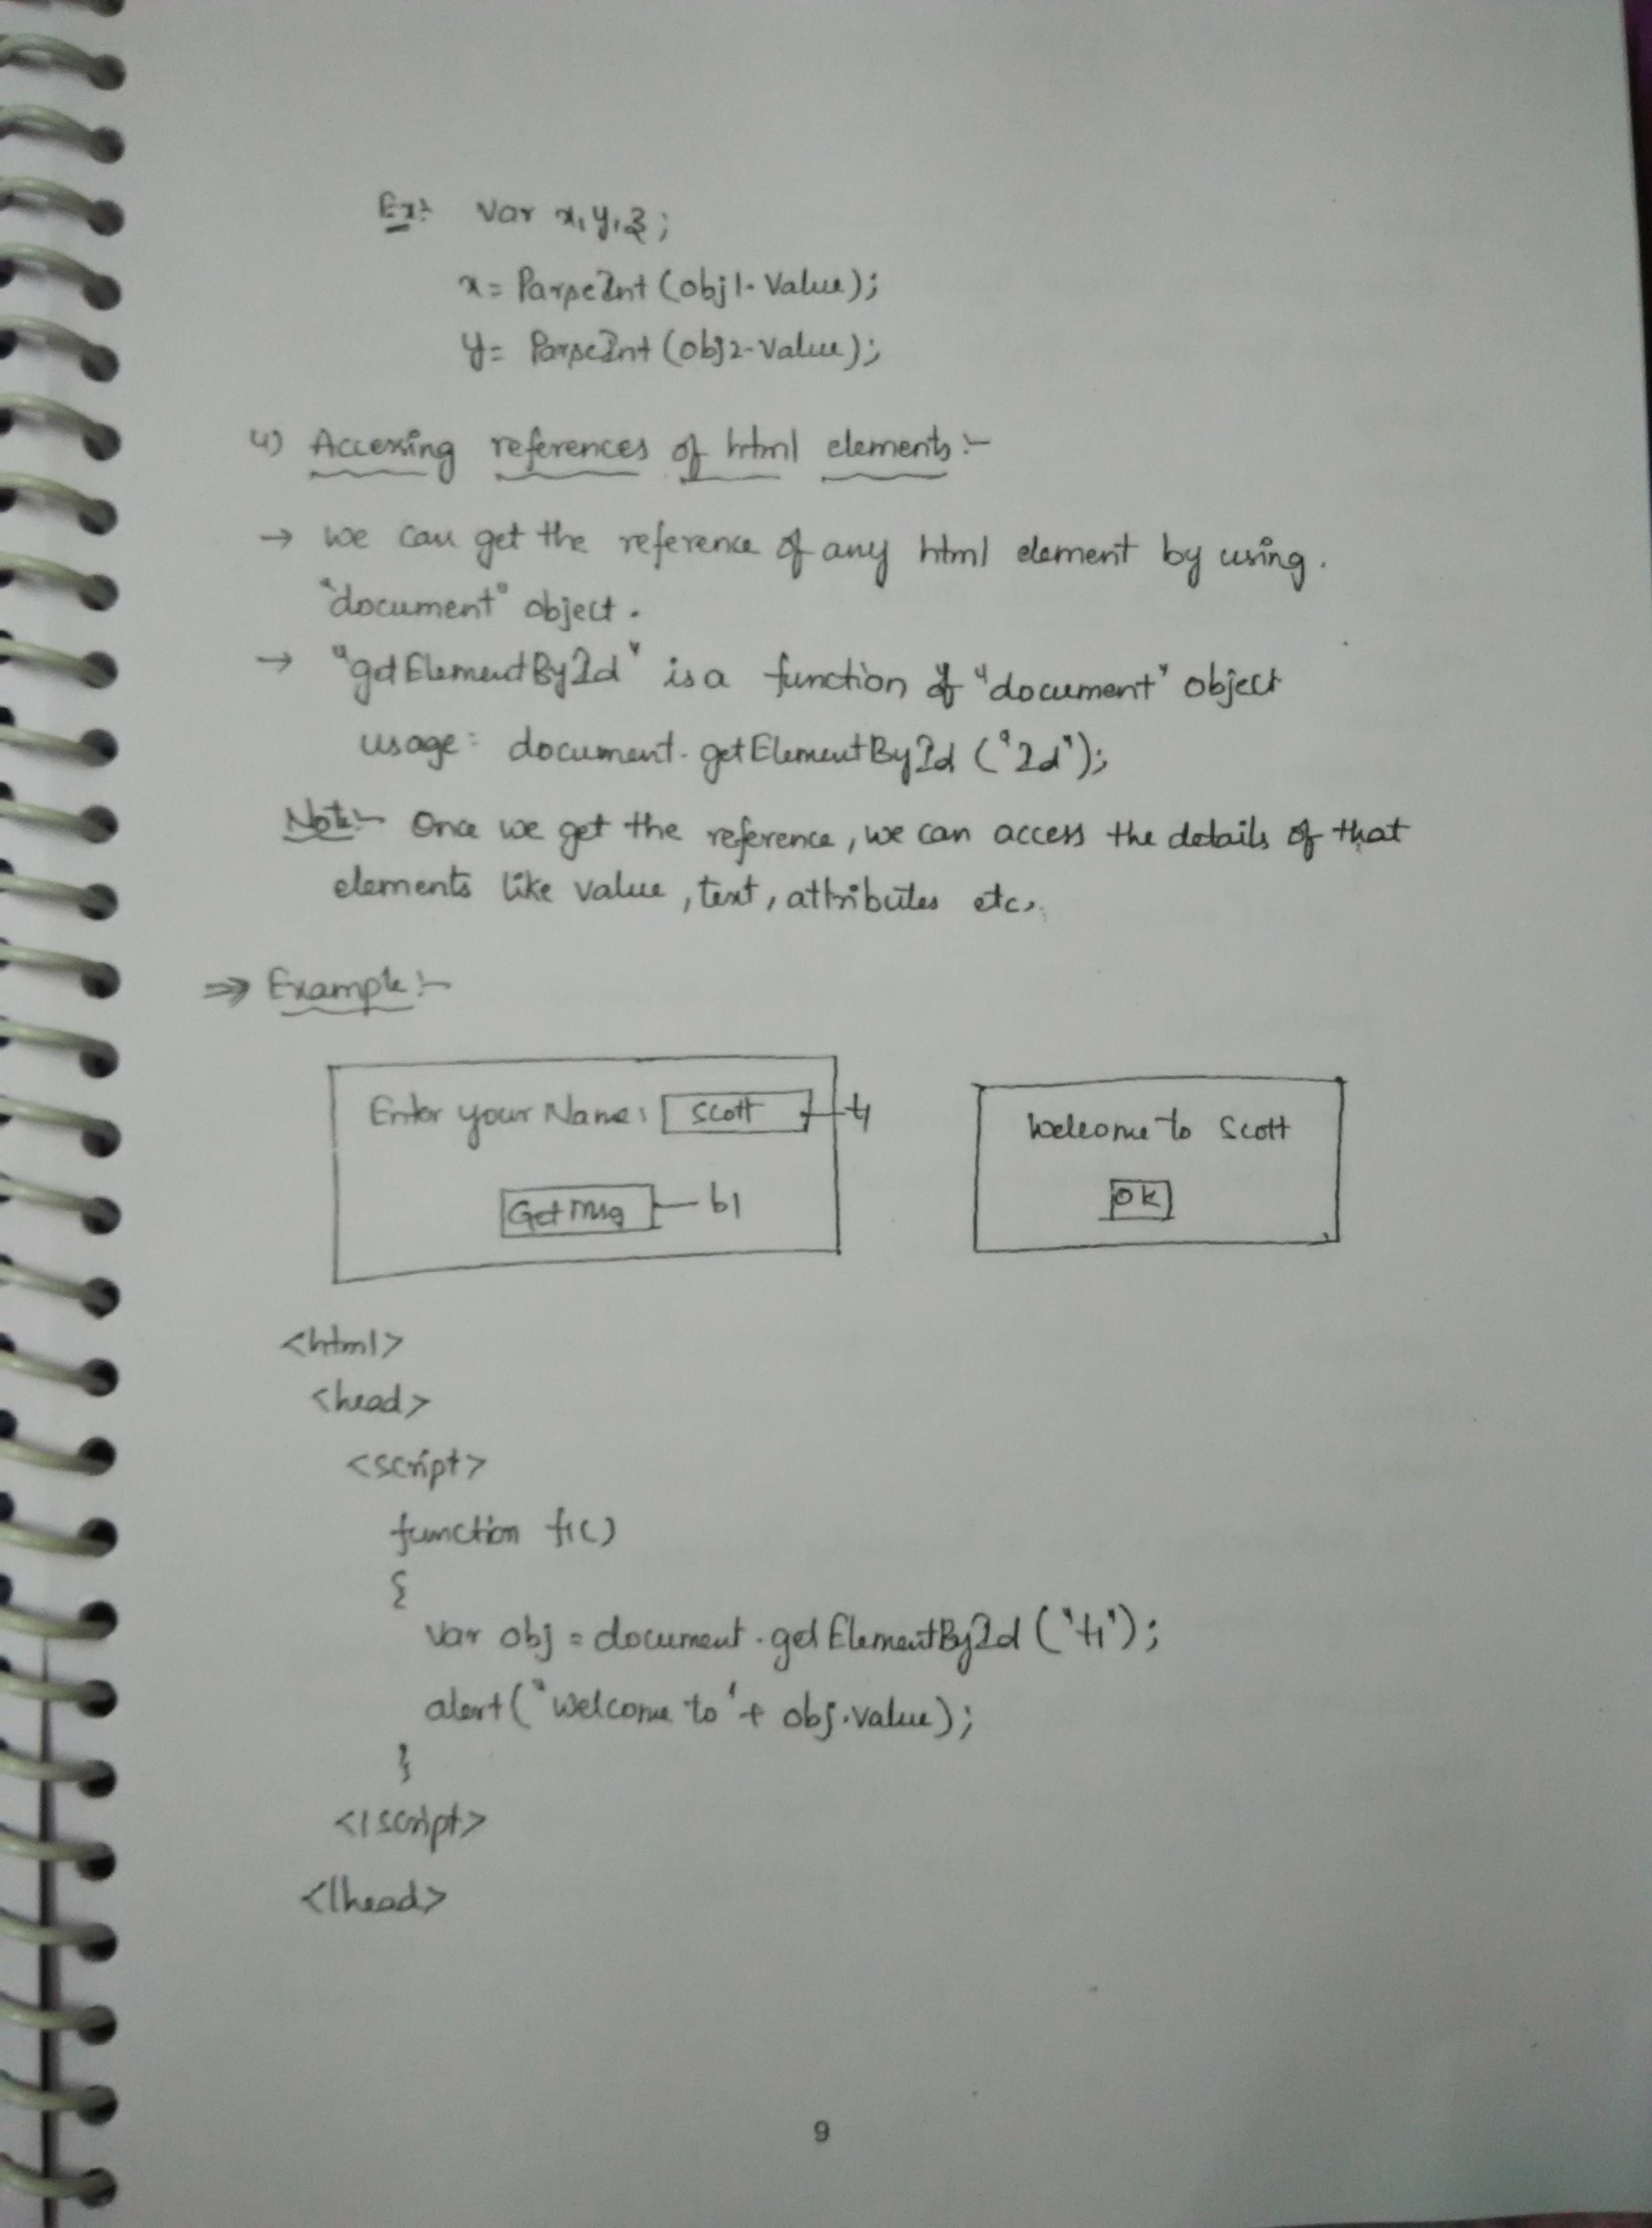 Ex:- Var x,y,z;
x= ParseInt (obj1.Value);
y= ParseInt (obj2.Value);
4) Accessing references of html elements:-
→ we can get the reference of any html element by using.
"document" object.
→ "getElementById" is a function of "document" object
usage: document.getElementById ("Id");
Note:- Once we get the reference, we can access the details of that
elements like value, text, attributes etc.
⇒ Example:-
Enter your Name: Scott t1
Get msg b1
Welcome to Scott
OK
<html>
<head>
<script>
function f1()
{
var obj = document.getElementById ("t1");
alert("Welcome to "+ obj.value);
}
</script>
</head>
9